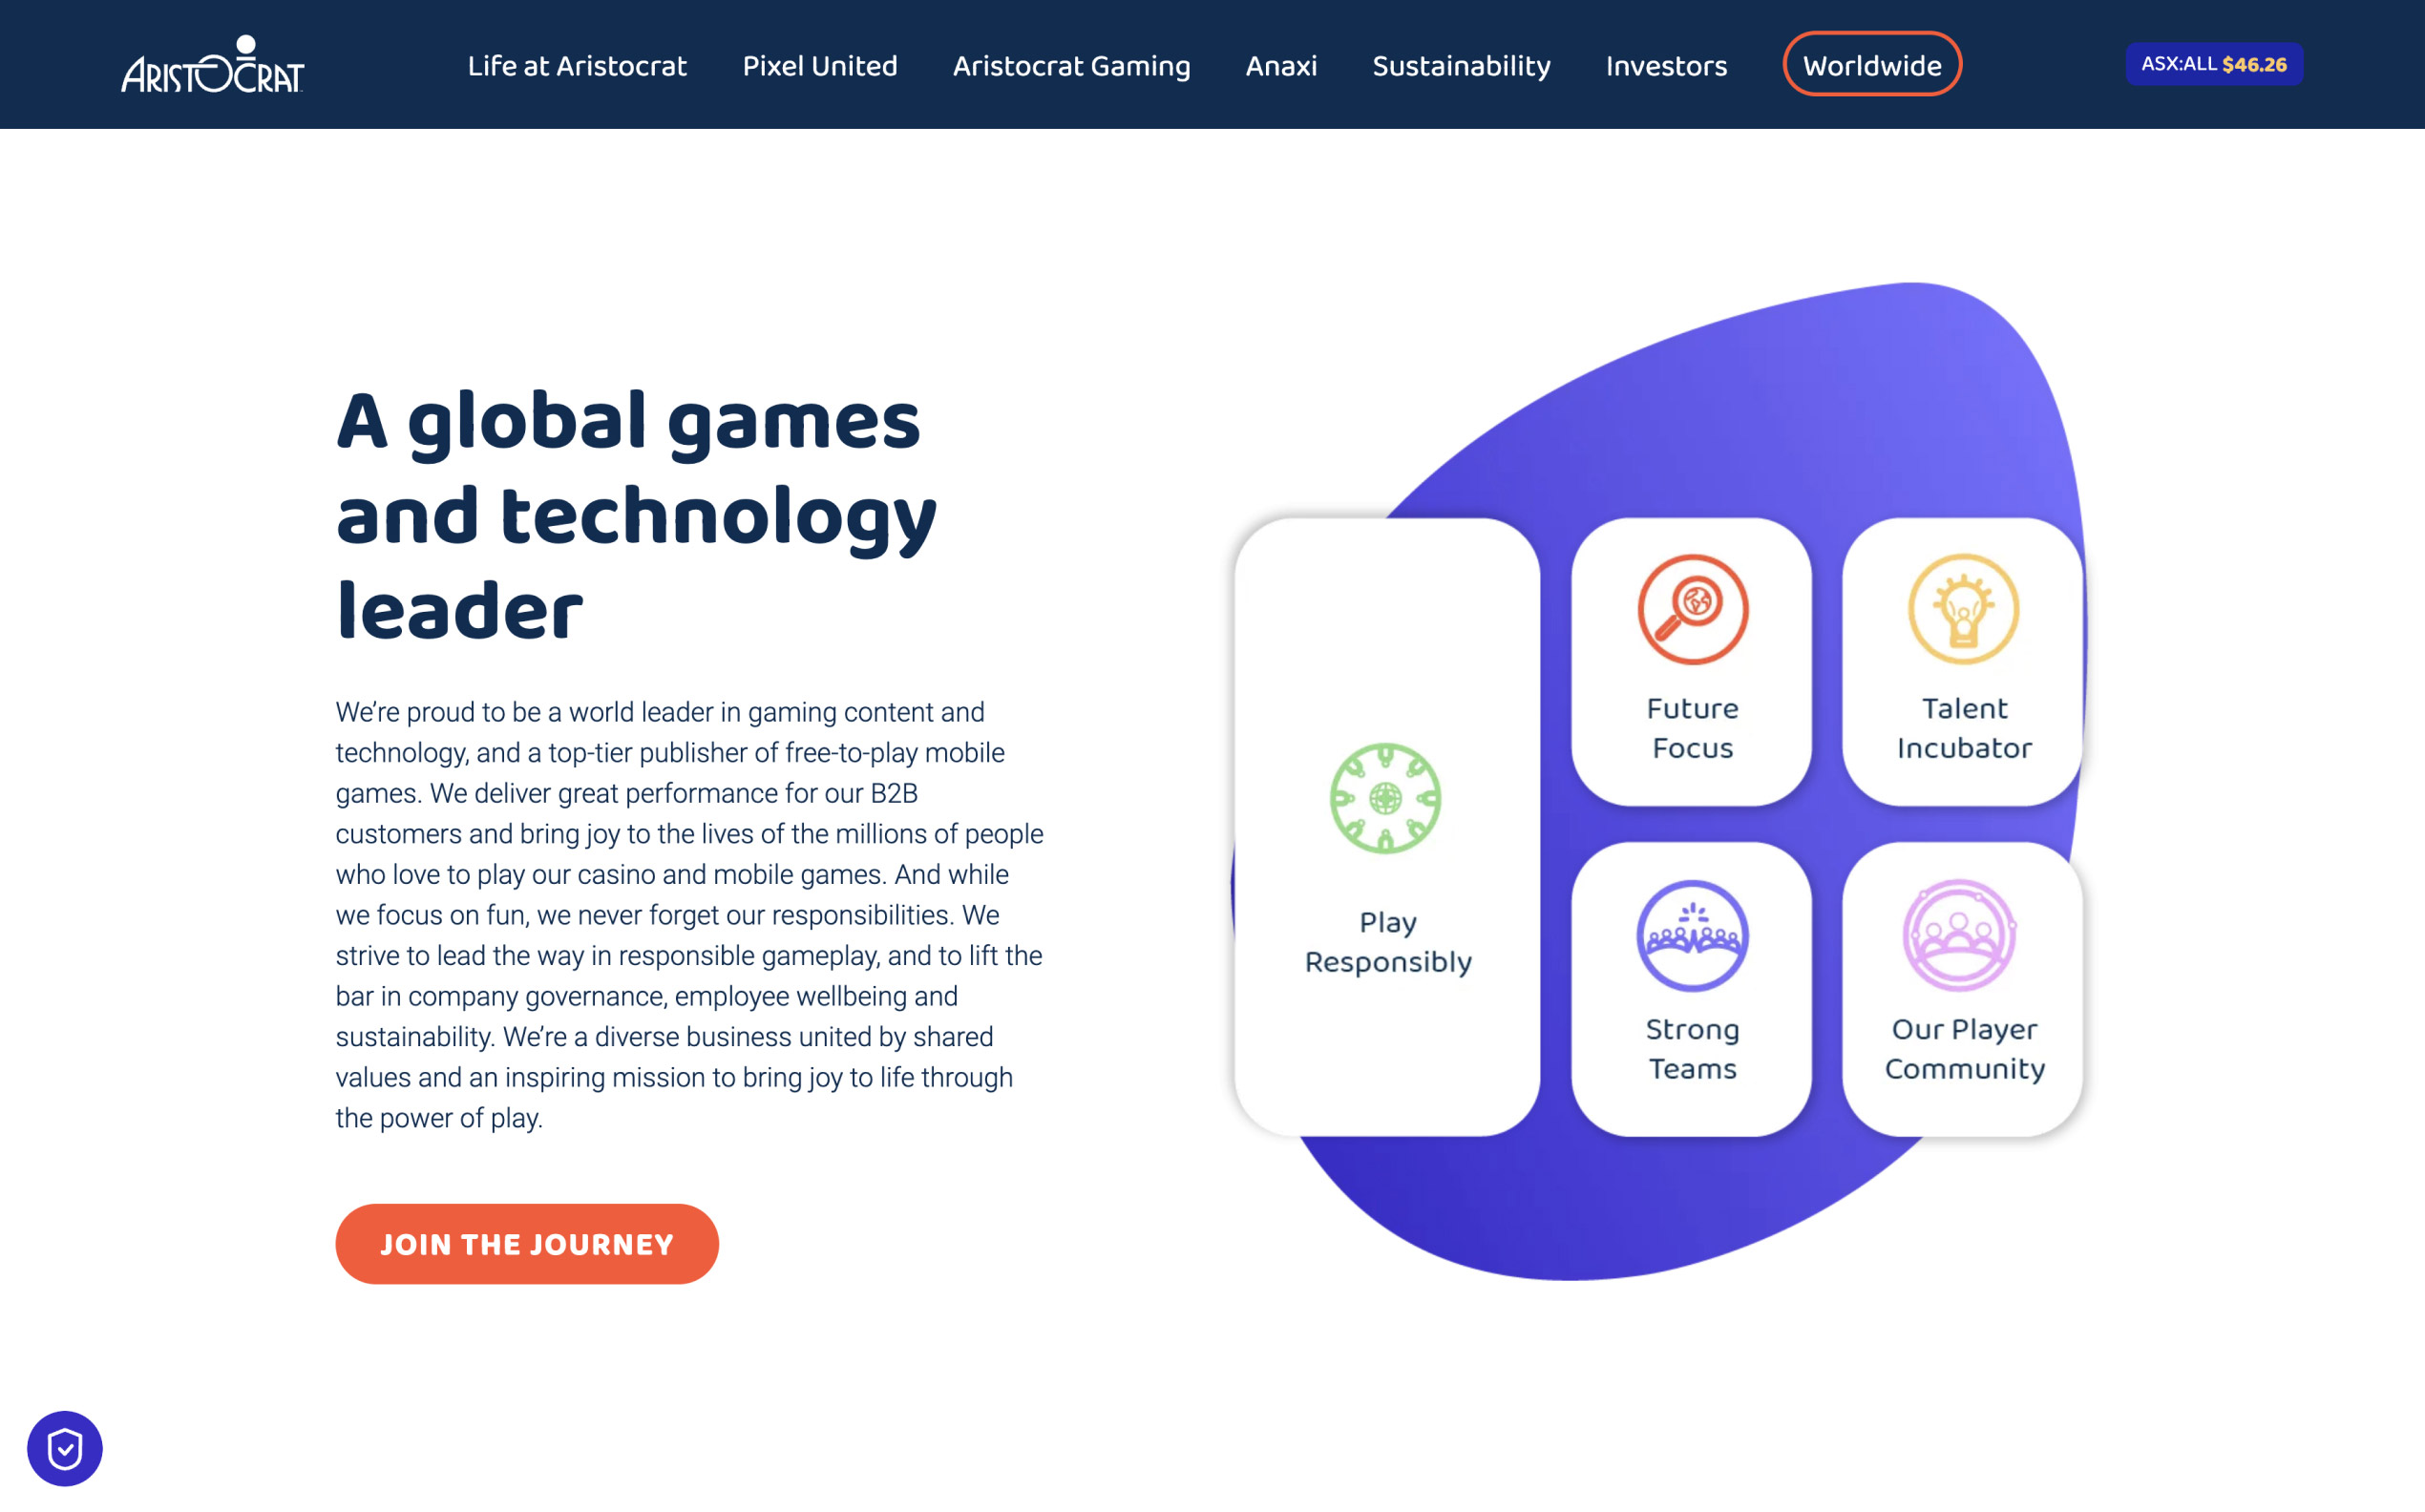 ARISTOCRAT
Life at Aristocrat
Pixel United
Aristocrat Gaming
Anaxi
Sustainability
Investors
Worldwide
ASX:ALL $46.26
A global games
and technology
leader
We’re proud to be a world leader in gaming content and
technology, and a top-tier publisher of free-to-play mobile
games. We deliver great performance for our B2B
customers and bring joy to the lives of the millions of people
who love to play our casino and mobile games. And while
we focus on fun, we never forget our responsibilities. We
strive to lead the way in responsible gameplay, and to lift the
bar in company governance, employee wellbeing and
sustainability. We’re a diverse business united by shared
values and an inspiring mission to bring joy to life through
the power of play.
JOIN THE JOURNEY
Play
Responsibly
Future
Focus
Talent
Incubator
Strong
Teams
Our Player
Community